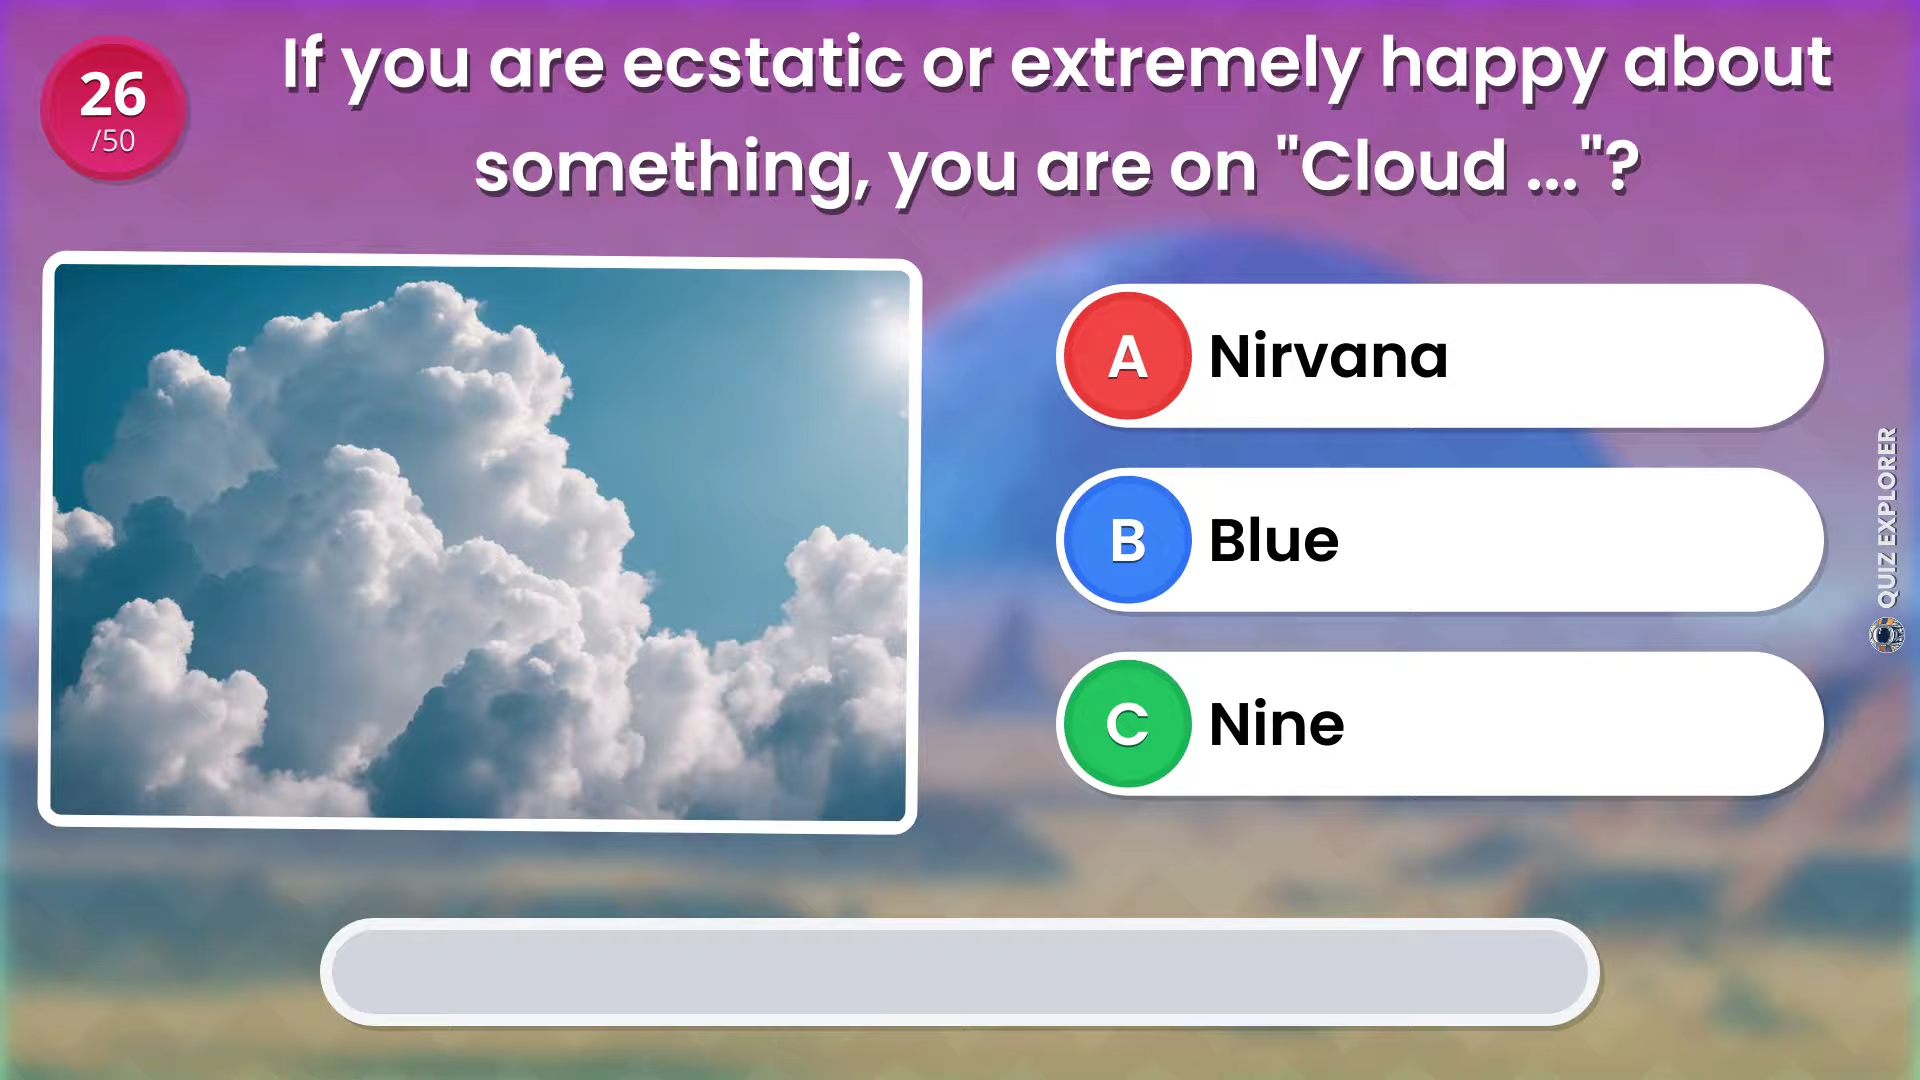 26
/50
If you are ecstatic or extremely happy about
something, you are on "Cloud ..."?
A Nirvana
B Blue
C Nine
QUIZ EXPLORER